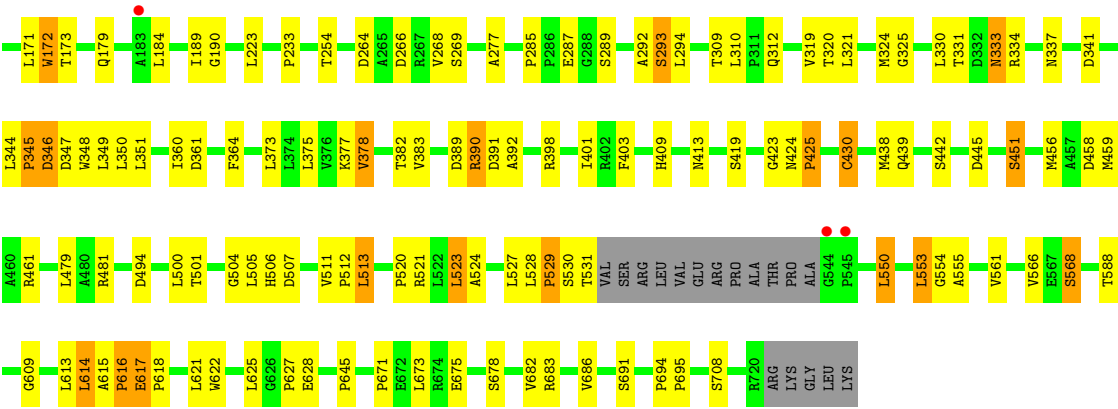 L171 W172 T173 Q179 A183 L184 I189 G190 L223 P233 T254 D264 A265 D266 R267 V268 S269 A277 P285 P286 E287 G288 S289 A292 S293 L294 T309 L310 P311 Q312 V319 T320 L321 M324 G325 L330 T331 D332 N333 R334 N337 D341
L344 P345 D346 D347 W348 L349 L350 L351 I360 D361 F364 L373 L374 L375 V376 K377 V378 T382 V383 D389 R390 D391 A392 R398 I401 R402 F403 H409 N413 S419 G423 N424 P425 C430 M438 Q439 S442 D445 S451 M456 A457 D458 M459
A460 R461 L479 A480 R481 D494 L500 T501 G504 L505 H506 D507 V511 P512 L513 P520 R521 L522 L523 A524 L527 L528 P529 S530 T531 VAL SER ARG LEU VAL GLU ARG PRO ALA THR PRO ALA G544 P545 L550 L553 G554 A555 V561 V566 E567 S568 T588
G609 L613 L614 A615 P616 E617 P618 L621 W622 L625 G626 P627 E628 P645 P671 E672 L673 R674 E675 S678 V682 R683 V686 S691 P694 P695 S708 R720 ARG LYS GLY LEU LYS